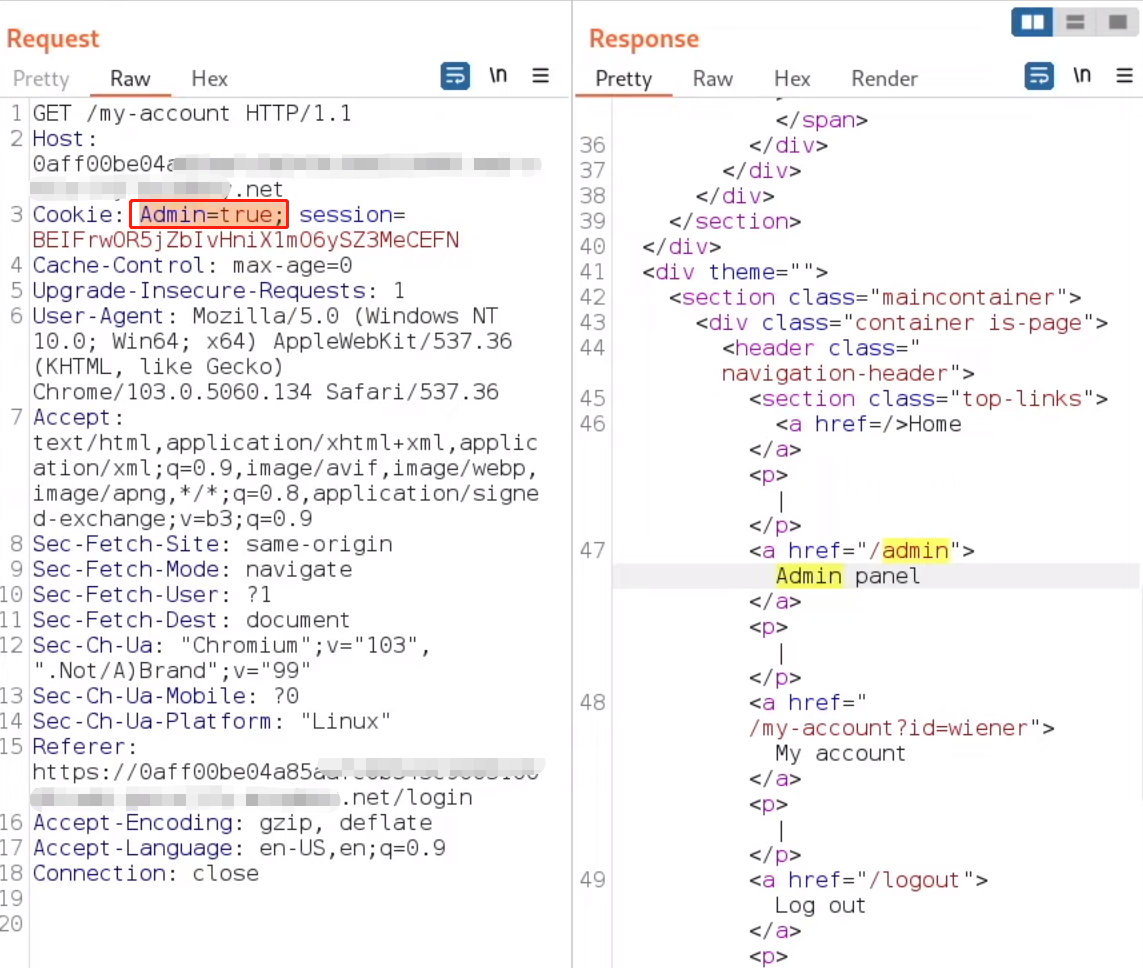 Request
Pretty Raw Hex \n
1 GET /my-account HTTP/1.1
2 Host:
0aff00be04a
.net
3 Cookie: Admin=true; session=
BEIFrwOR5jZbIvHniX1mO6ySZ3MeCEFN
4 Cache-Control: max-age=0
5 Upgrade-Insecure-Requests: 1
6 User-Agent: Mozilla/5.0 (Windows NT
10.0; Win64; x64) AppleWebKit/537.36
(KHTML, like Gecko)
Chrome/103.0.5060.134 Safari/537.36
7 Accept:
text/html,application/xhtml+xml,applic
ation/xml;q=0.9,image/avif,image/webp,
image/apng,*/*;q=0.8,application/signe
d-exchange;v=b3;q=0.9
8 Sec-Fetch-Site: same-origin
9 Sec-Fetch-Mode: navigate
10 Sec-Fetch-User: ?1
11 Sec-Fetch-Dest: document
12 Sec-Ch-Ua: "Chromium";v="103",
".Not/A)Brand";v="99"
13 Sec-Ch-Ua-Mobile: ?0
14 Sec-Ch-Ua-Platform: "Linux"
15 Referer:
https://0aff00be04a85a
.net/login
16 Accept-Encoding: gzip, deflate
17 Accept-Language: en-US,en;q=0.9
18 Connection: close
19
20
Response
Pretty Raw Hex Render \n
>
</span>
36 </div>
37 </div>
38 </div>
39 </section>
40 </div>
41 <div theme="">
42 <section class="maincontainer">
43 <div class="container is-page">
44 <header class="
navigation-header">
45 <section class="top-links">
46 <a href=/>Home
</a>
<p>
|
</p>
47 <a href="/admin">
Admin panel
</a>
<p>
|
</p>
48 <a href="
/my-account?id=wiener">
My account
</a>
<p>
|
</p>
49 <a href="/logout">
Log out
</a>
<p>